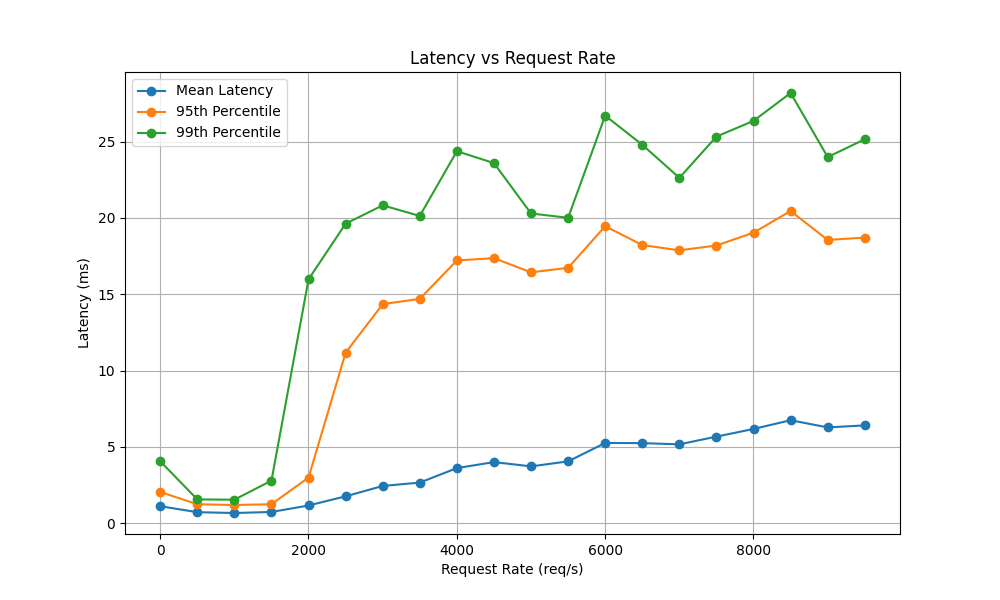 Latency vs Request Rate
Mean Latency
95th Percentile
99th Percentile
25
20
15
10
5
0
Latency (ms)
0 2000 4000 6000 8000
Request Rate (req/s)